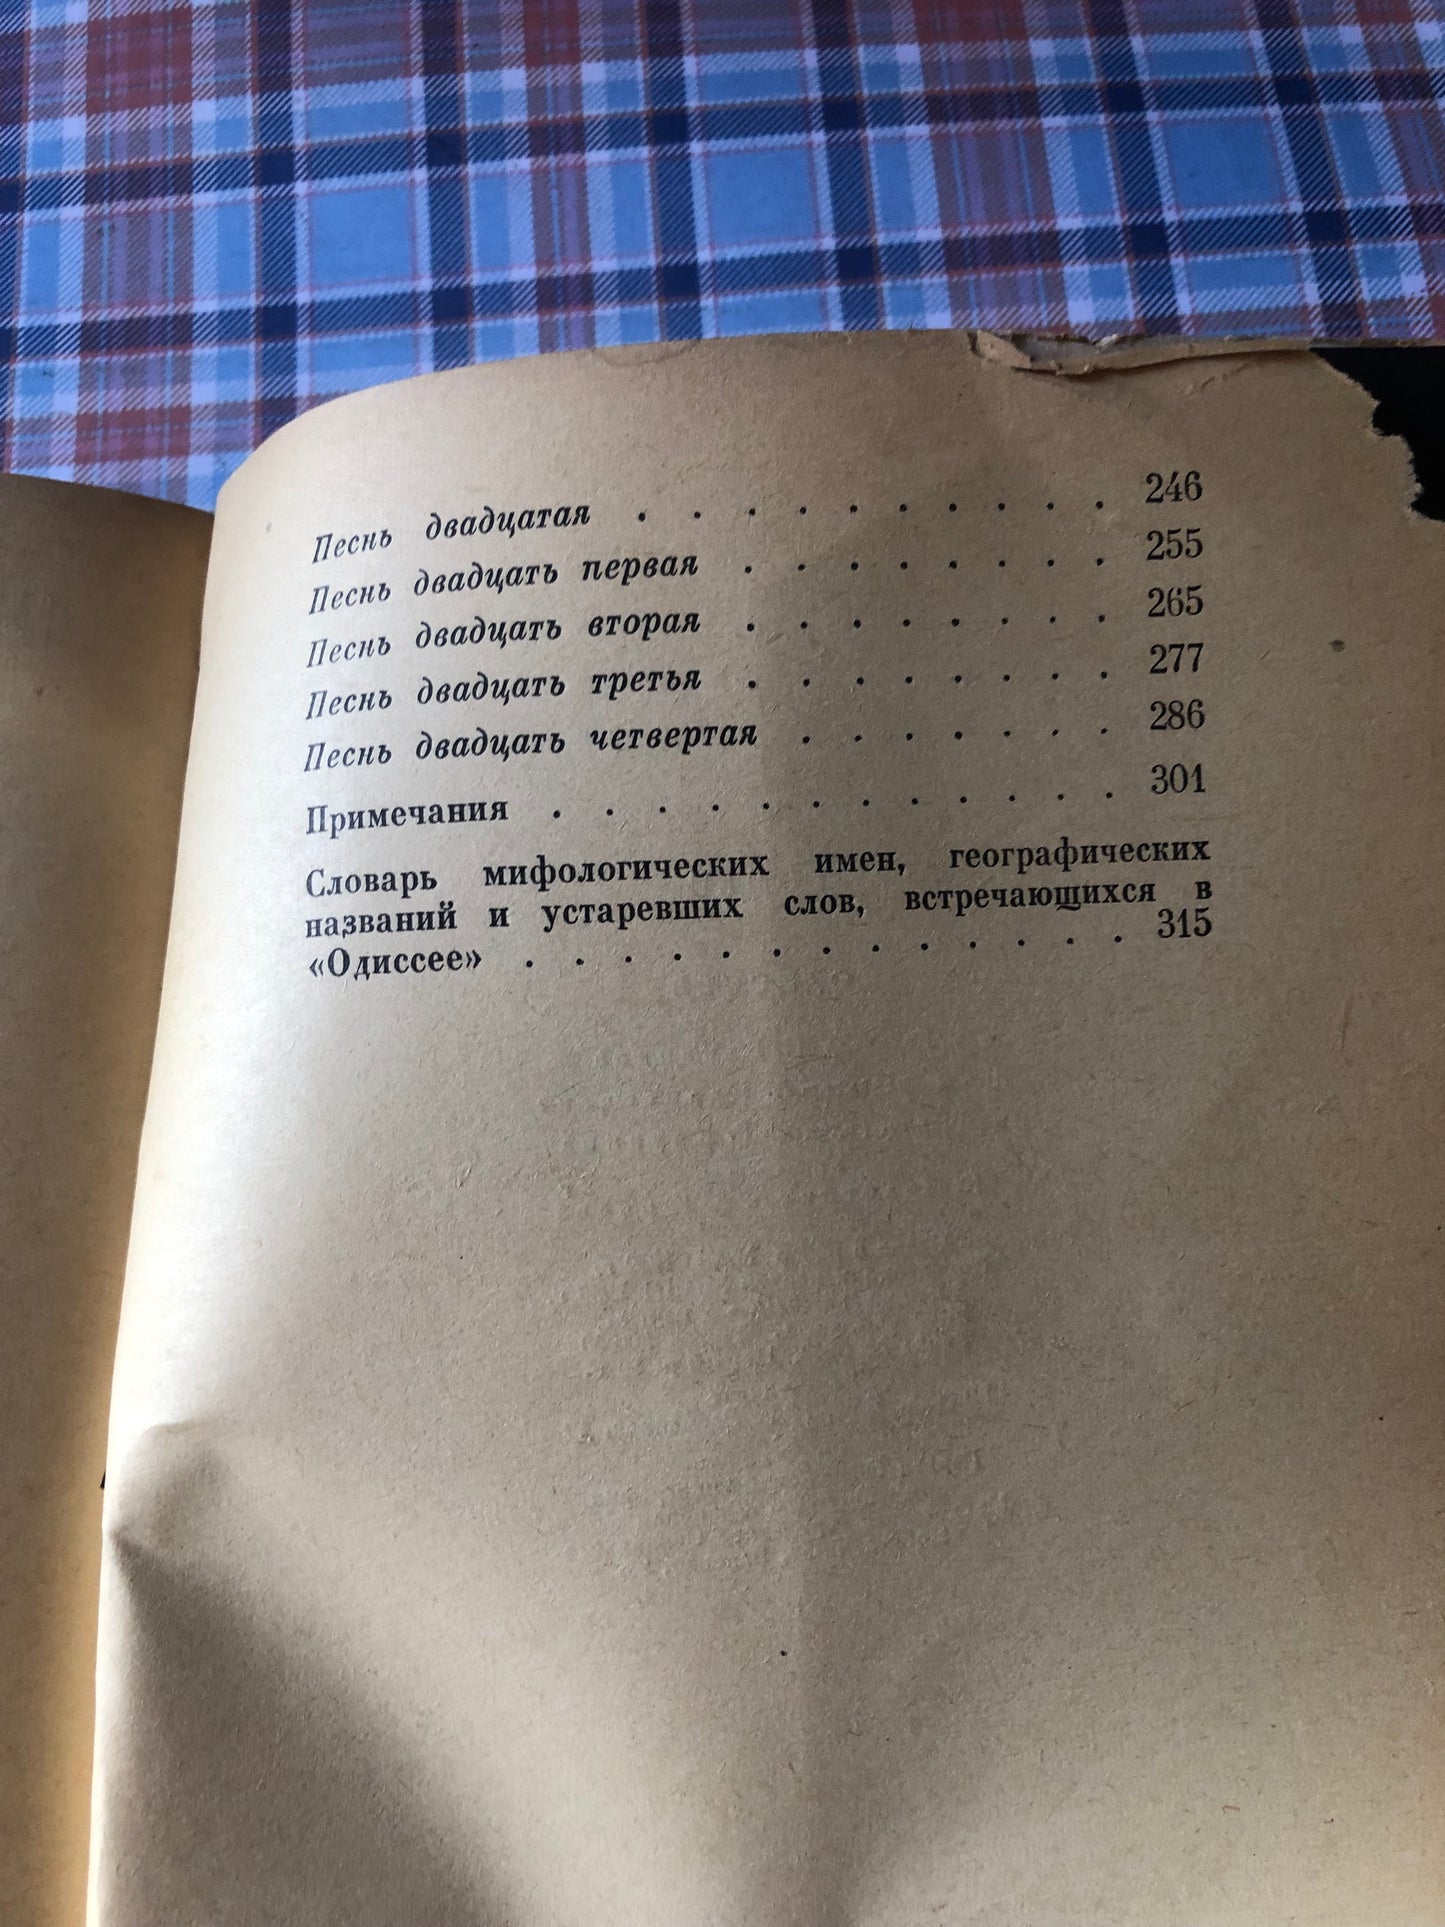 Песнь двадцатая . . . . . . . . . . 246
Песнь двадцать первая . . . . . . . . 255
Песнь двадцать вторая . . . . . . . . 265
Песнь двадцать третья . . . . . . . . 277
Песнь двадцать четвертая . . . . . . . 286
Примечания . . . . . . . . . . . . 301
Словарь мифологических имен, географических
названий и устаревших слов, встречающихся в
«Одиссее» . . . . . . . . . . . . . 315